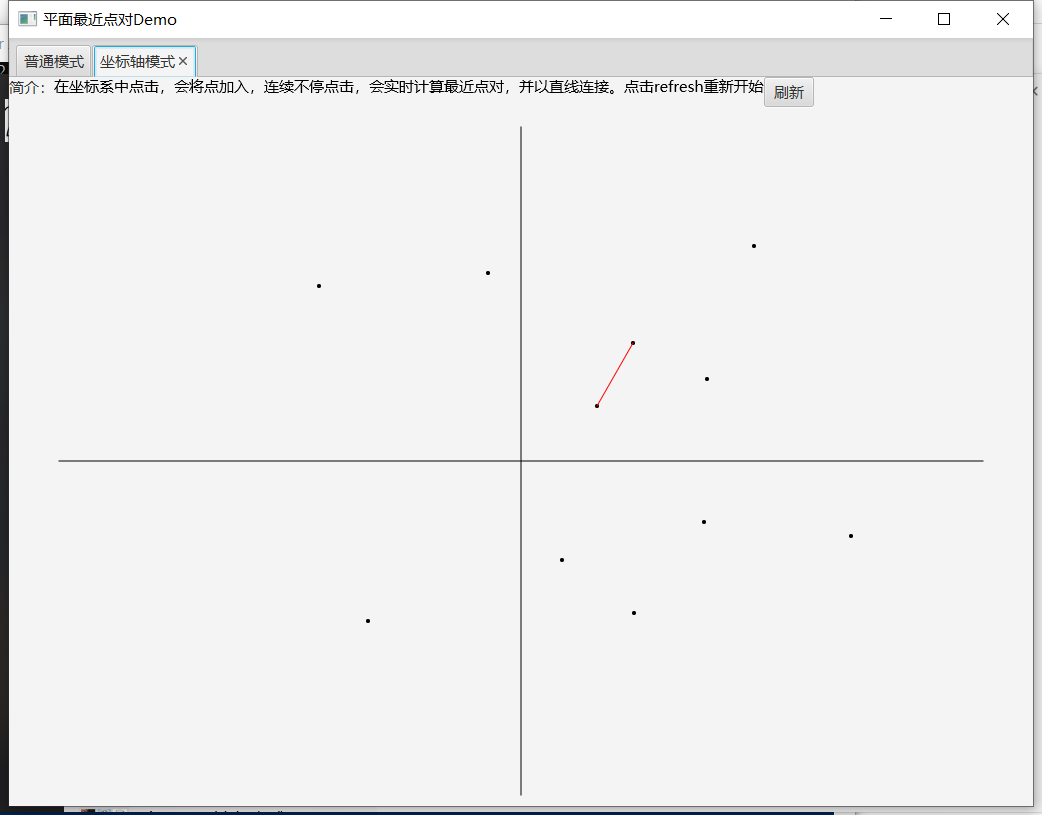 平面最近点对Demo
普通模式
坐标轴模式
简介：在坐标系中点击，会将点加入，连续不停点击，会实时计算最近点对，并以直线连接。点击refresh重新开始
刷新